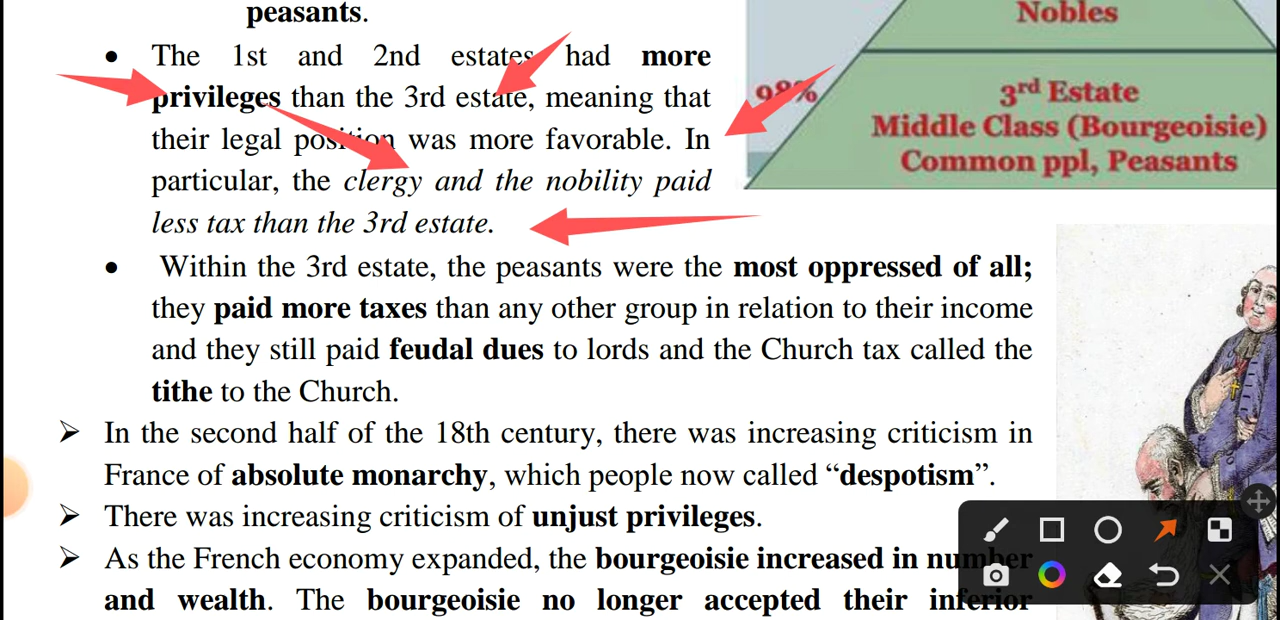 peasants.
• The 1st and 2nd estates had more
privileges than the 3rd estate, meaning that
their legal position was more favorable. In
particular, the clergy and the nobility paid
less tax than the 3rd estate.
• Within the 3rd estate, the peasants were the most oppressed of all;
they paid more taxes than any other group in relation to their income
and they still paid feudal dues to lords and the Church tax called the
tithe to the Church.
➤ In the second half of the 18th century, there was increasing criticism in
France of absolute monarchy, which people now called “despotism”.
➤ There was increasing criticism of unjust privileges.
➤ As the French economy expanded, the bourgeoisie increased in number
and wealth. The bourgeoisie no longer accepted their inferior
Nobles
98%
3rd Estate
Middle Class (Bourgeoisie)
Common ppl, Peasants